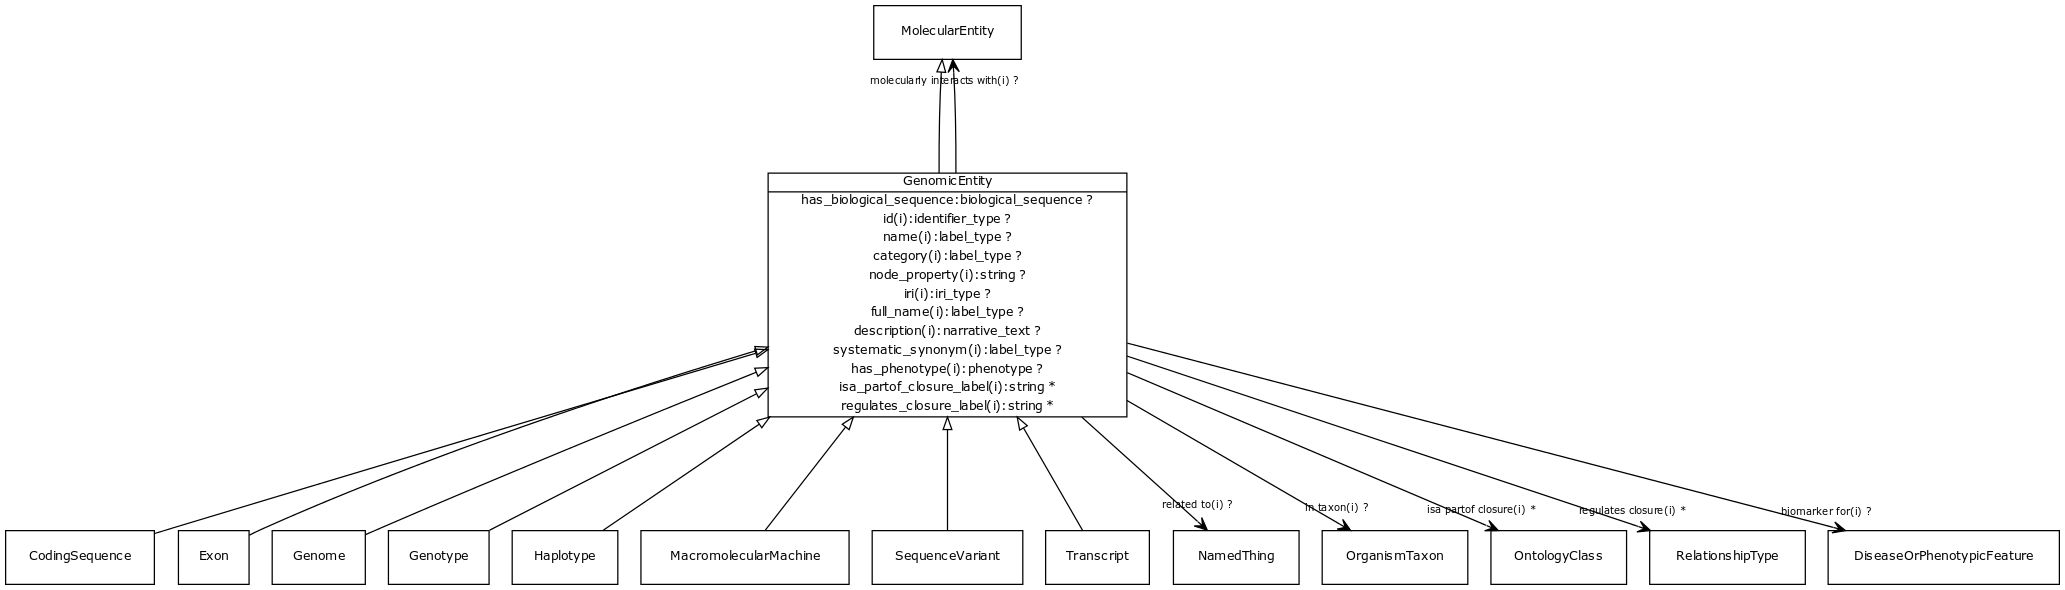 MolecularEntity
molecularly interacts with(i) ?
GenomicEntity
has_biological_sequence:biological_sequence ?
id(i):identifier_type ?
name(i):label_type ?
category(i):label_type ?
node_property(i):string ?
iri(i):iri_type ?
full_name(i):label_type ?
description(i):narrative_text ?
systematic_synonym(i):label_type ?
has_phenotype(i):phenotype ?
isa_partof_closure_label(i):string *
regulates_closure_label(i):string *
related to(i) ?
in taxon(i) ?
isa partof closure(i) *
regulates closure(i) *
biomarker for(i) ?
CodingSequence
Exon
Genome
Genotype
Haplotype
MacromolecularMachine
SequenceVariant
Transcript
NamedThing
OrganismTaxon
OntologyClass
RelationshipType
DiseaseOrPhenotypicFeature